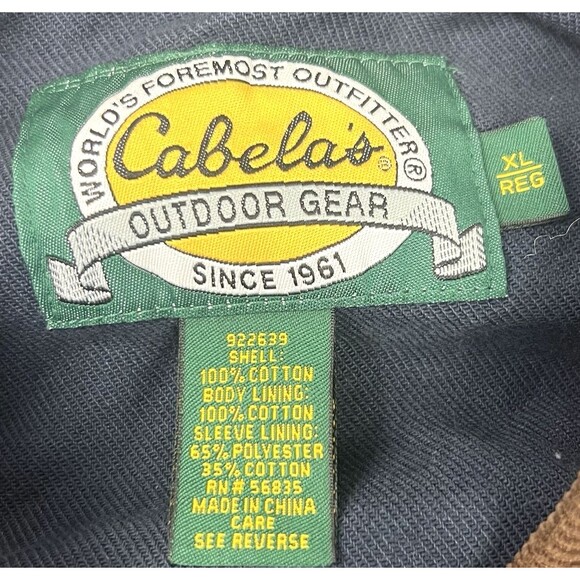 WORLD'S FOREMOST OUTFITTER®
Cabela's®
OUTDOOR GEAR
SINCE 1961
XL
REG
922639
SHELL:
100% COTTON
BODY LINING:
100% COTTON
SLEEVE LINING:
65% POLYESTER
35% COTTON
RN# 56835
MADE IN CHINA
CARE
SEE REVERSE